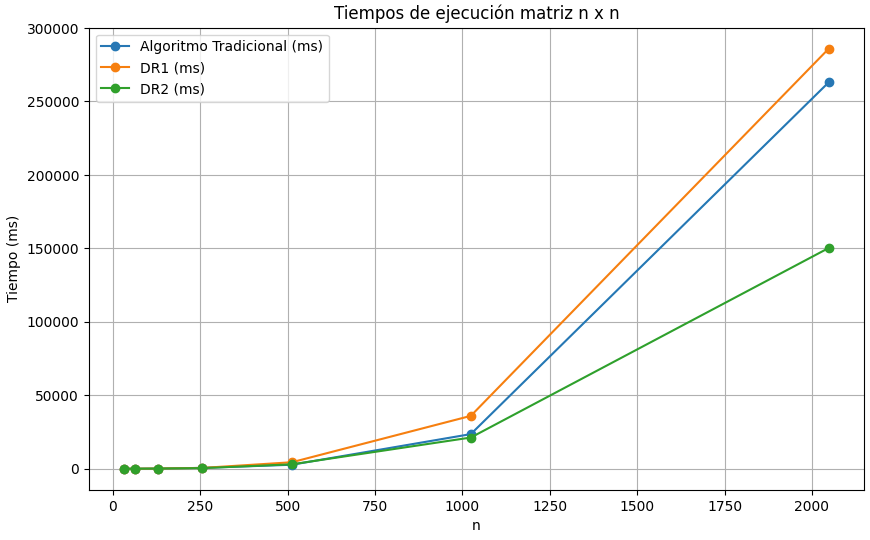 Tiempos de ejecución matriz n x n
Algoritmo Tradicional (ms)
DR1 (ms)
DR2 (ms)
Tiempo (ms)
300000
250000
200000
150000
100000
50000
0
0 250 500 750 1000 1250 1500 1750 2000
n